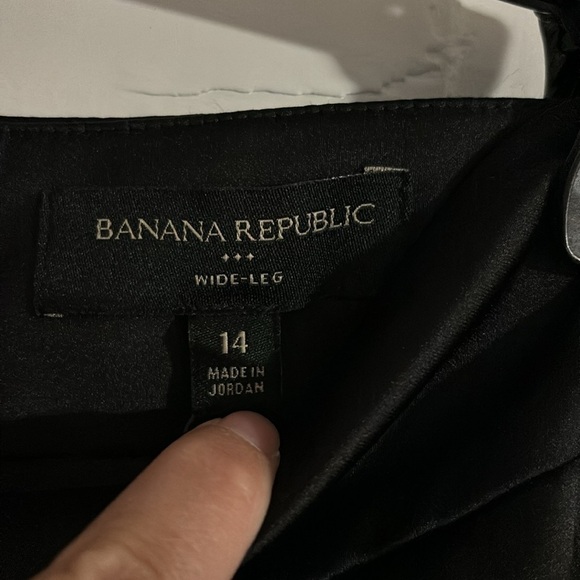 BANANA REPUBLIC
WIDE-LEG
14
MADE IN
JORDAN